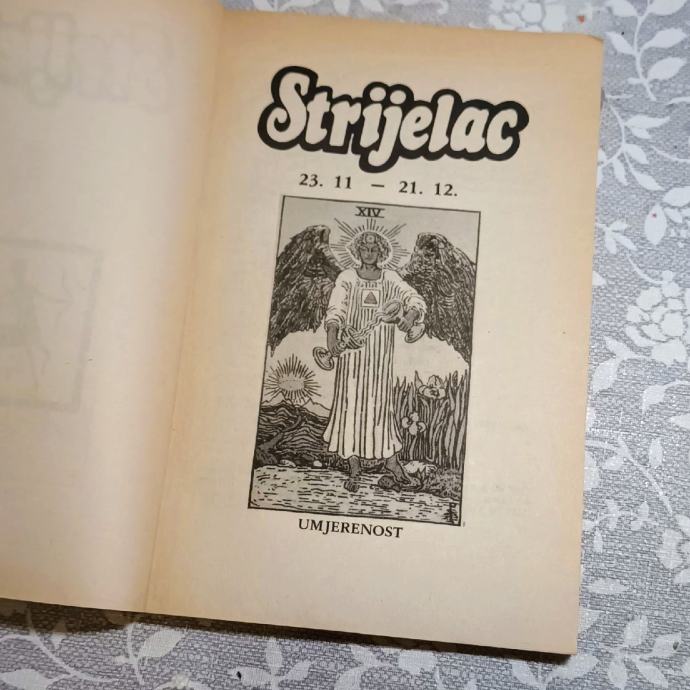 Strijelac
23. 11 — 21. 12.
XIV
UMJERENOST